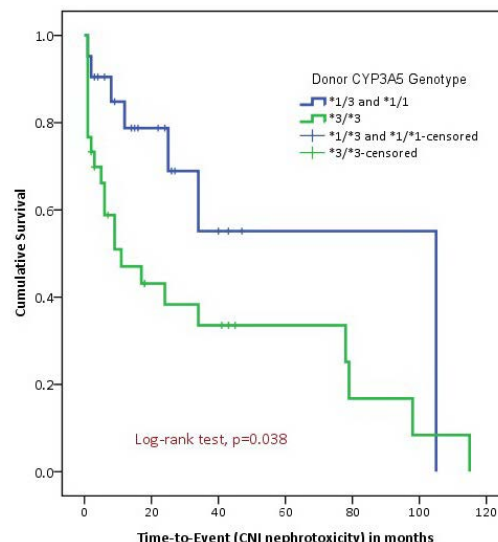 1.0
0.8
0.6
0.4
0.2
0.0
Cumulative Survival
Donor CYP3A5 Genotype
*1/3 and *1/1
*3/*3
*1/*3 and *1/*1-censored
*3/*3-censored
Log-rank test, p=0.038
0 20 40 60 80 100 120
Time-to-Event (CNI nephrotoxicity) in months